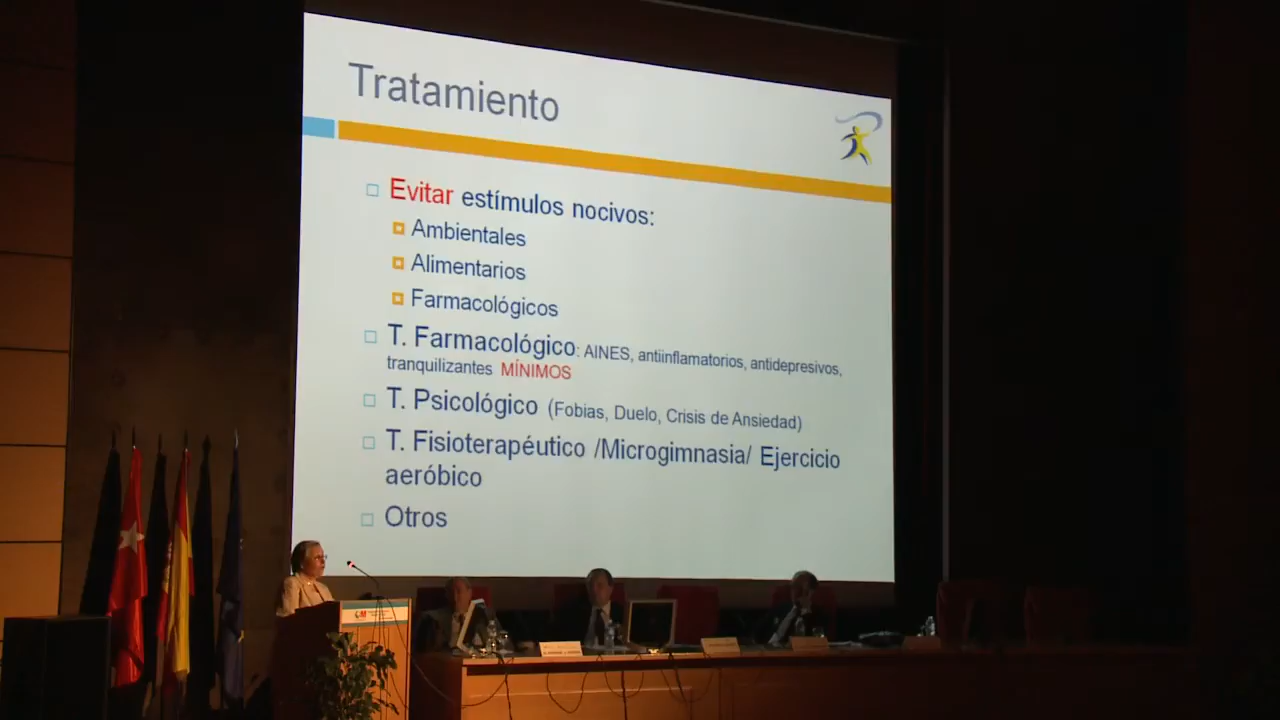 Tratamiento
Evitar estímulos nocivos:
Ambientales
Alimentarios
Farmacológicos
T. Farmacológico: AINES, antiinflamatorios, antidepresivos,
tranquilizantes MÍNIMOS
T. Psicológico (Fobias, Duelo, Crisis de Ansiedad)
T. Fisioterapéutico /Microgimnasia/ Ejercicio
aeróbico
Otros